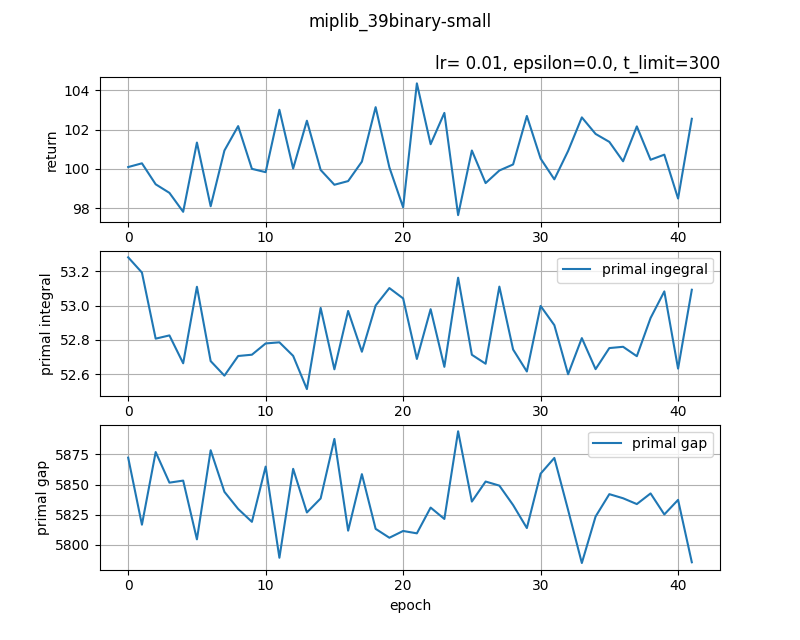 miplib_39binary-small
lr= 0.01, epsilon=0.0, t_limit=300
return
104
102
100
98
0 10 20 30 40
primal integral
53.2
53.0
52.8
52.6
primal ingegral
0 10 20 30 40
primal gap
5875
5850
5825
5800
primal gap
0 10 20 30 40
epoch